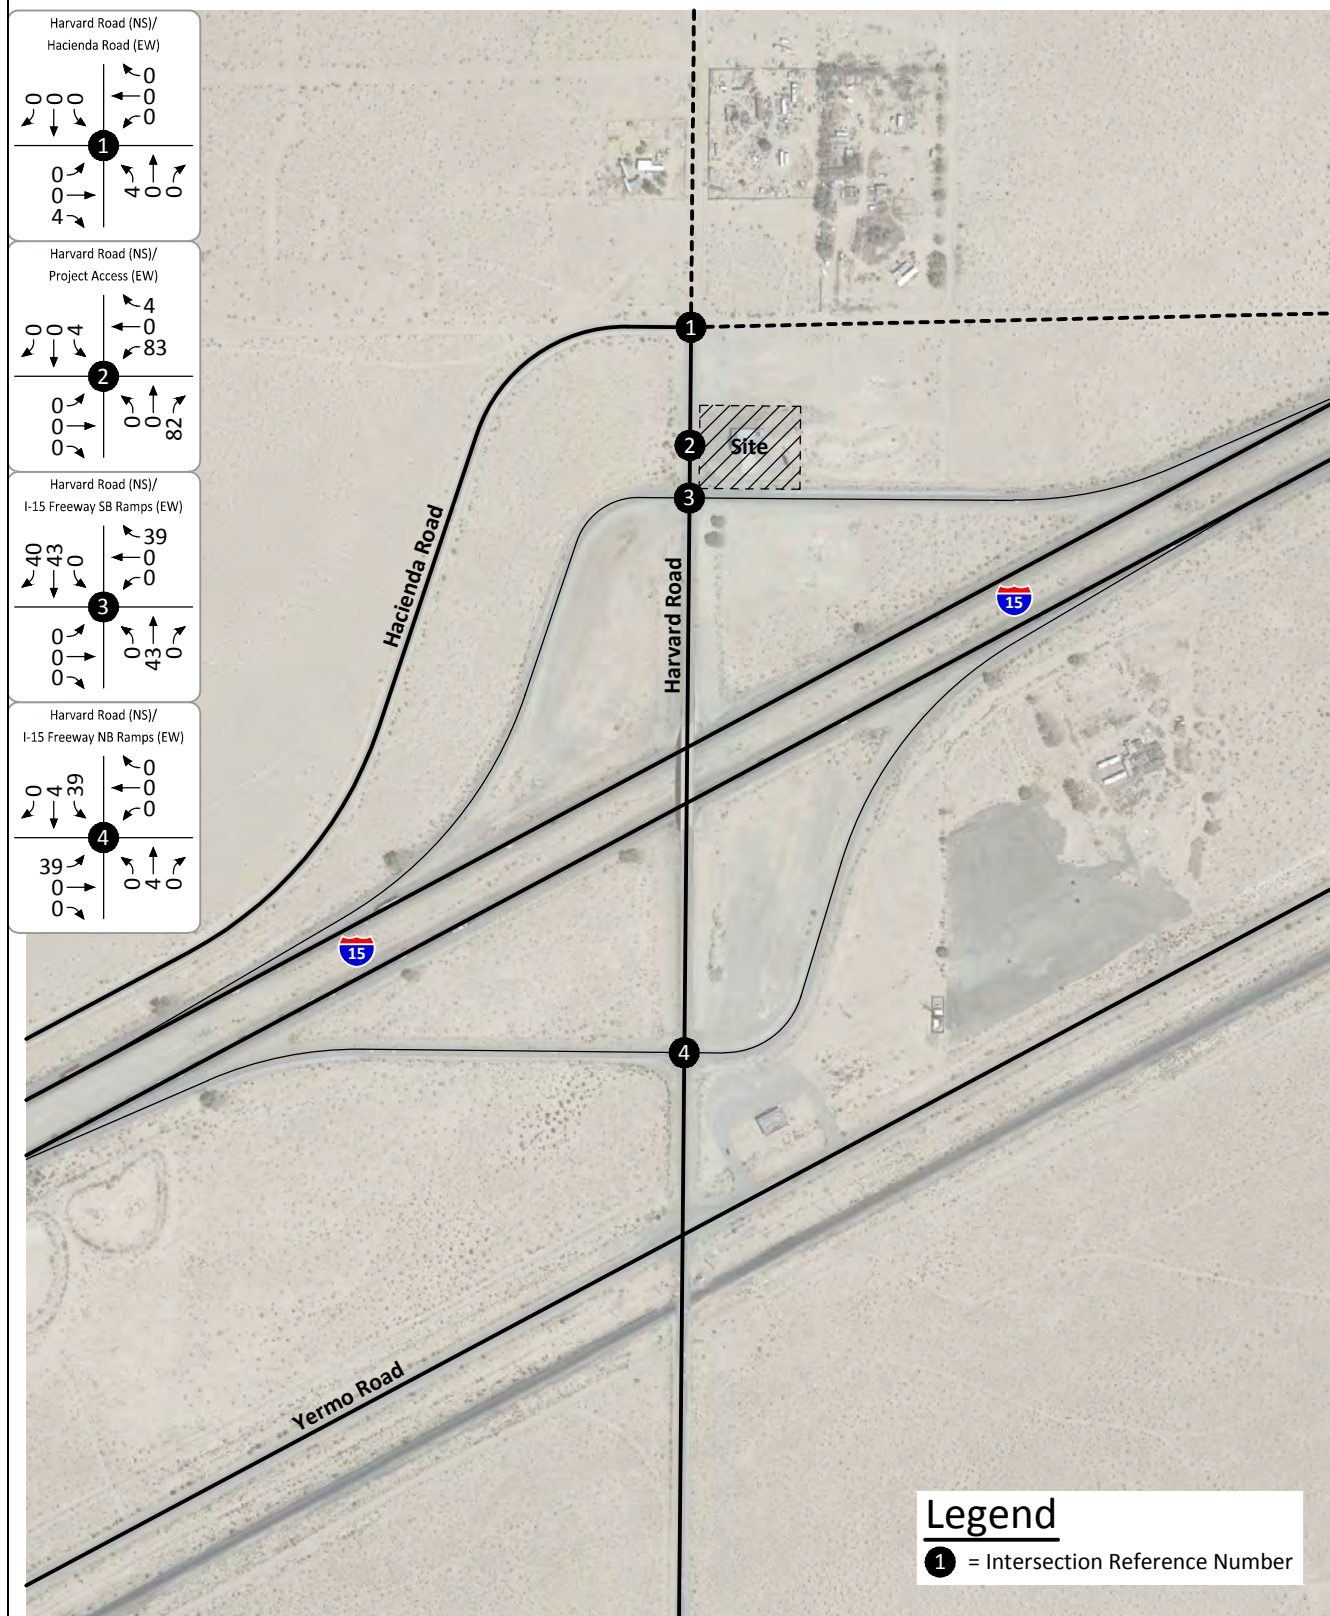 Harvard Road (NS)/
Hacienda Road (EW)
0
0 0 0
0
0
1
0
0
4 0 0
4
Harvard Road (NS)/
Project Access (EW)
4
0 0 4
0
83
2
0
0
0 0 82
0
Harvard Road (NS)/
I-15 Freeway SB Ramps (EW)
39
40 43 0
0
0
3
0
0
0 43 0
0
Harvard Road (NS)/
I-15 Freeway NB Ramps (EW)
0
0 4 39
0
0
4
39
0
0 4 0
0
1
2
Site
3
Hacienda Road
Harvard Road
15
15
4
Yermo Road
Legend
1 = Intersection Reference Number